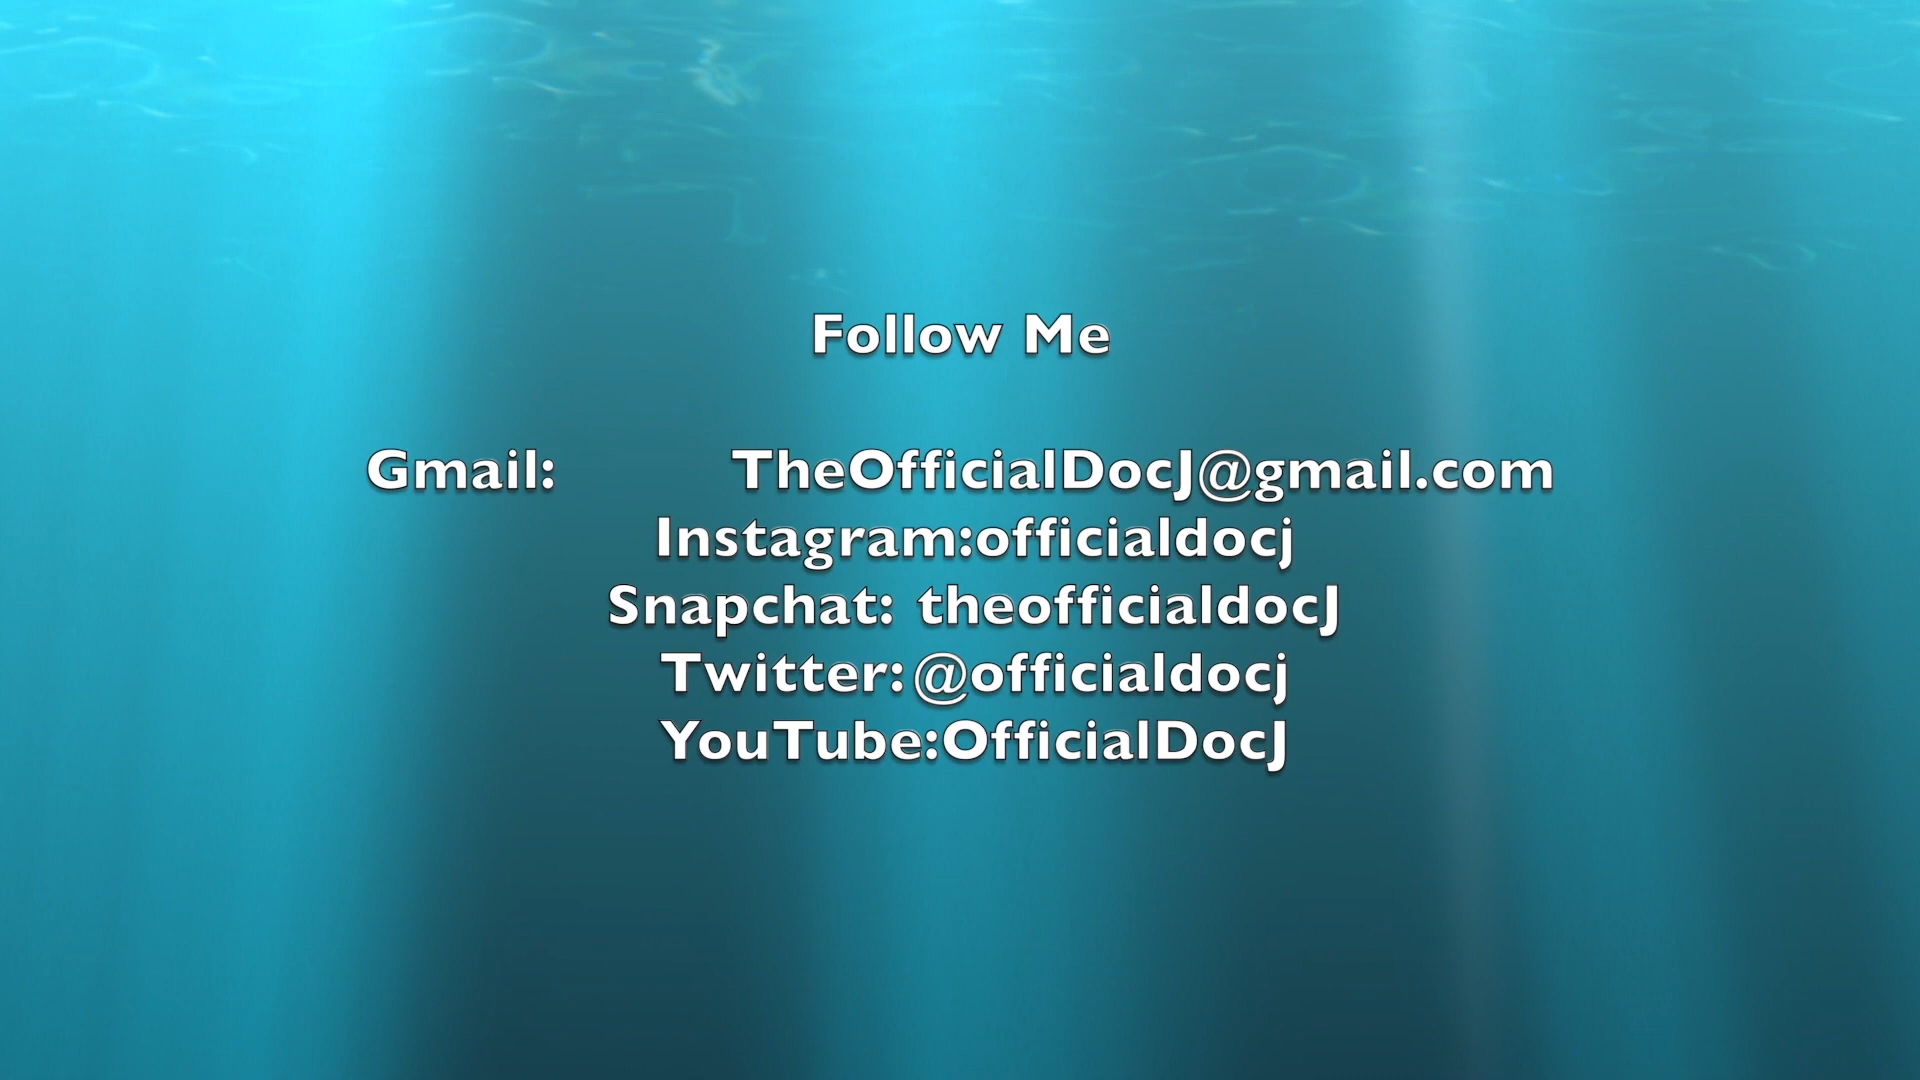 Follow Me
Gmail: TheOfficialDocJ@gmail.com
Instagram:officialdocj
Snapchat: theofficialdocJ
Twitter:@officialdocj
YouTube:OfficialDocJ